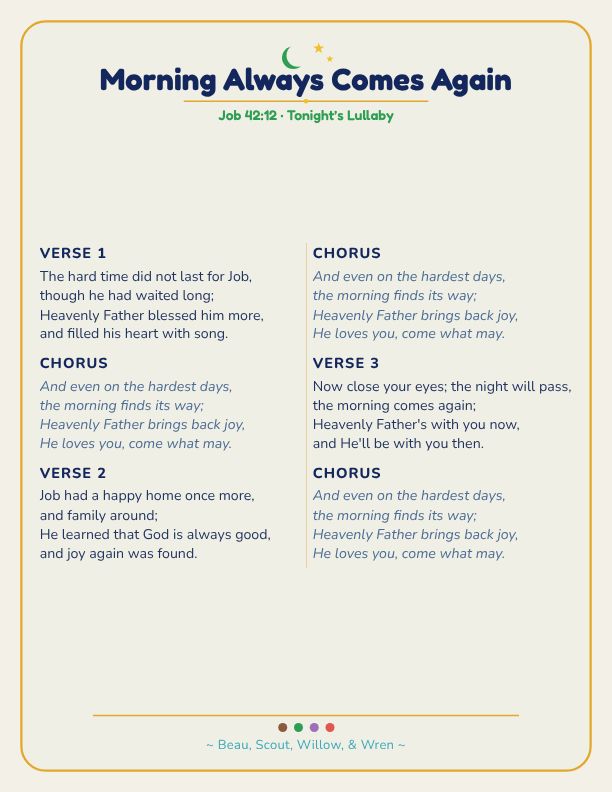 Morning Always Comes Again
Job 42:12 · Tonight's Lullaby
VERSE 1
The hard time did not last for Job,
though he had waited long;
Heavenly Father blessed him more,
and filled his heart with song.
CHORUS
And even on the hardest days,
the morning finds its way;
Heavenly Father brings back joy,
He loves you, come what may.
VERSE 2
Job had a happy home once more,
and family around;
He learned that God is always good,
and joy again was found.
CHORUS
And even on the hardest days,
the morning finds its way;
Heavenly Father brings back joy,
He loves you, come what may.
VERSE 3
Now close your eyes; the night will pass,
the morning comes again;
Heavenly Father's with you now,
and He'll be with you then.
CHORUS
And even on the hardest days,
the morning finds its way;
Heavenly Father brings back joy,
He loves you, come what may.
~ Beau, Scout, Willow, & Wren ~